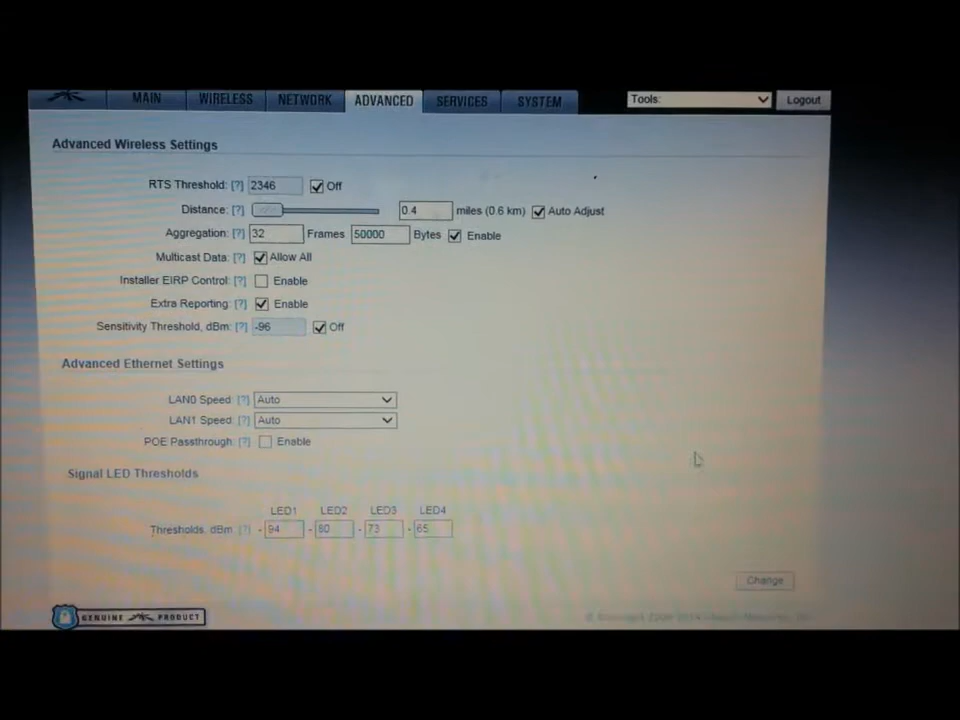 MAIN WIRELESS NETWORK ADVANCED SERVICES SYSTEM Tools: Logout
Advanced Wireless Settings
RTS Threshold: [?] 2346 Off
Distance: [?] 0.4 miles (0.6 km) Auto Adjust
Aggregation: [?] 32 Frames 50000 Bytes Enable
Multicast Data: [?] Allow All
Installer EIRP Control: [?] Enable
Extra Reporting: [?] Enable
Sensitivity Threshold, dBm: [?] -96 Off
Advanced Ethernet Settings
LAN0 Speed: [?] Auto
LAN1 Speed: [?] Auto
POE Passthrough: [?] Enable
Signal LED Thresholds
LED1 LED2 LED3 LED4
Thresholds, dBm: [?] - 94 - 80 - 73 - 65
Change
GENUINE PRODUCT
© Copyright